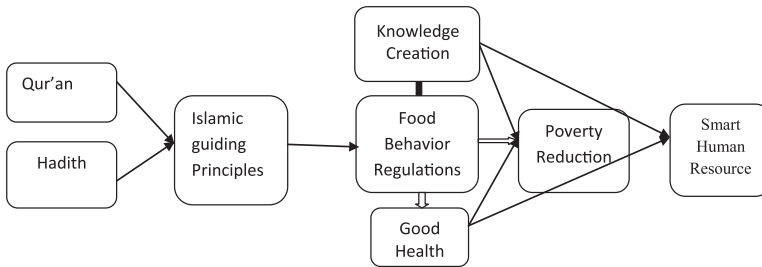 Qur’an
Hadith
Islamic
guiding
Principles
Knowledge
Creation
Food
Behavior
Regulations
Good
Health
Poverty
Reduction
Smart
Human
Resource